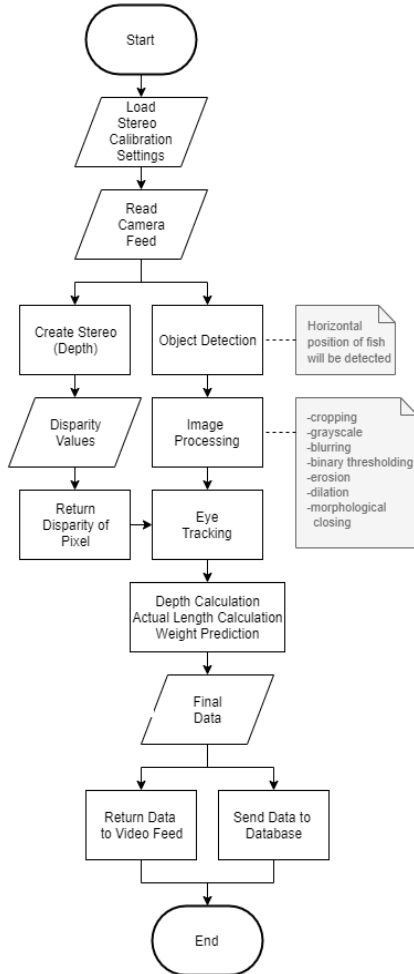 Start
Load
Stereo
Calibration
Settings
Read
Camera
Feed
Create Stereo
(Depth)
Object Detection
Horizontal
position of fish
will be detected
Disparity
Values
Image
Processing
-cropping
-grayscale
-blurring
-binary thresholding
-erosion
-dilation
-morphological
closing
Return
Disparity of
Pixel
Eye
Tracking
Depth Calculation
Actual Length Calculation
Weight Prediction
Final
Data
Return Data
to Video Feed
Send Data to
Database
End